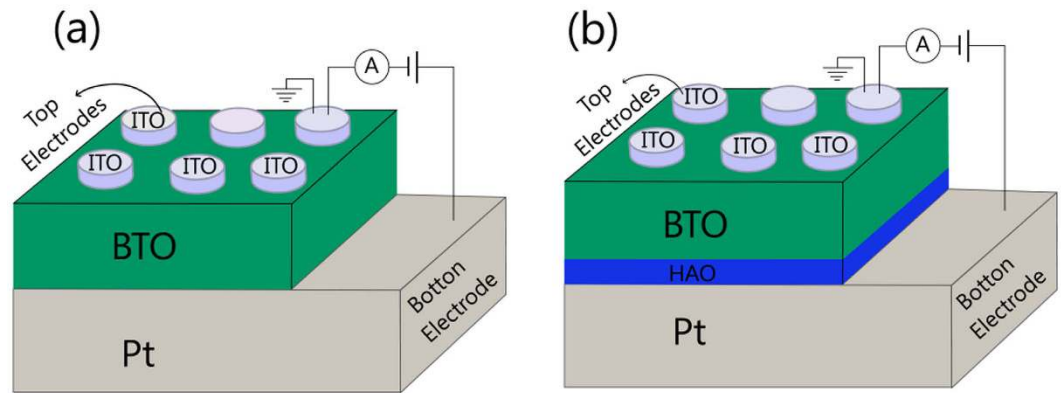 (a)
A
Top
Electrodes
ITO
ITO
ITO
ITO
BTO
Pt
Botton
Electrode
(b)
A
Top
Electrodes
ITO
ITO
ITO
ITO
BTO
HAO
Pt
Botton
Electrode